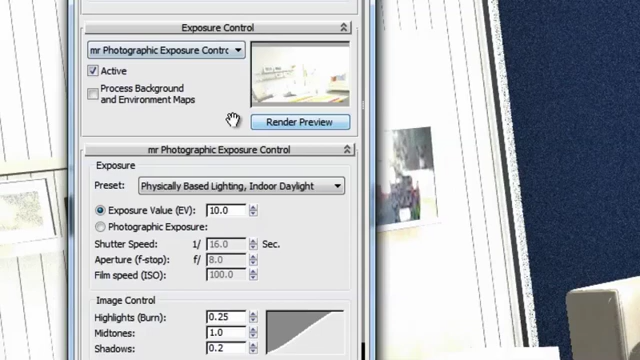 Exposure Control
mr Photographic Exposure Contro
Active
Process Background
and Environment Maps
Render Preview
mr Photographic Exposure Control
Exposure
Preset: Physically Based Lighting, Indoor Daylight
Exposure Value (EV): 10.0
Photographic Exposure:
Shutter Speed: 1/ 16.0 Sec.
Aperture (f-stop): f/ 8.0
Film speed (ISO): 100.0
Image Control
Highlights (Burn): 0.25
Midtones: 1.0
Shadows: 0.2